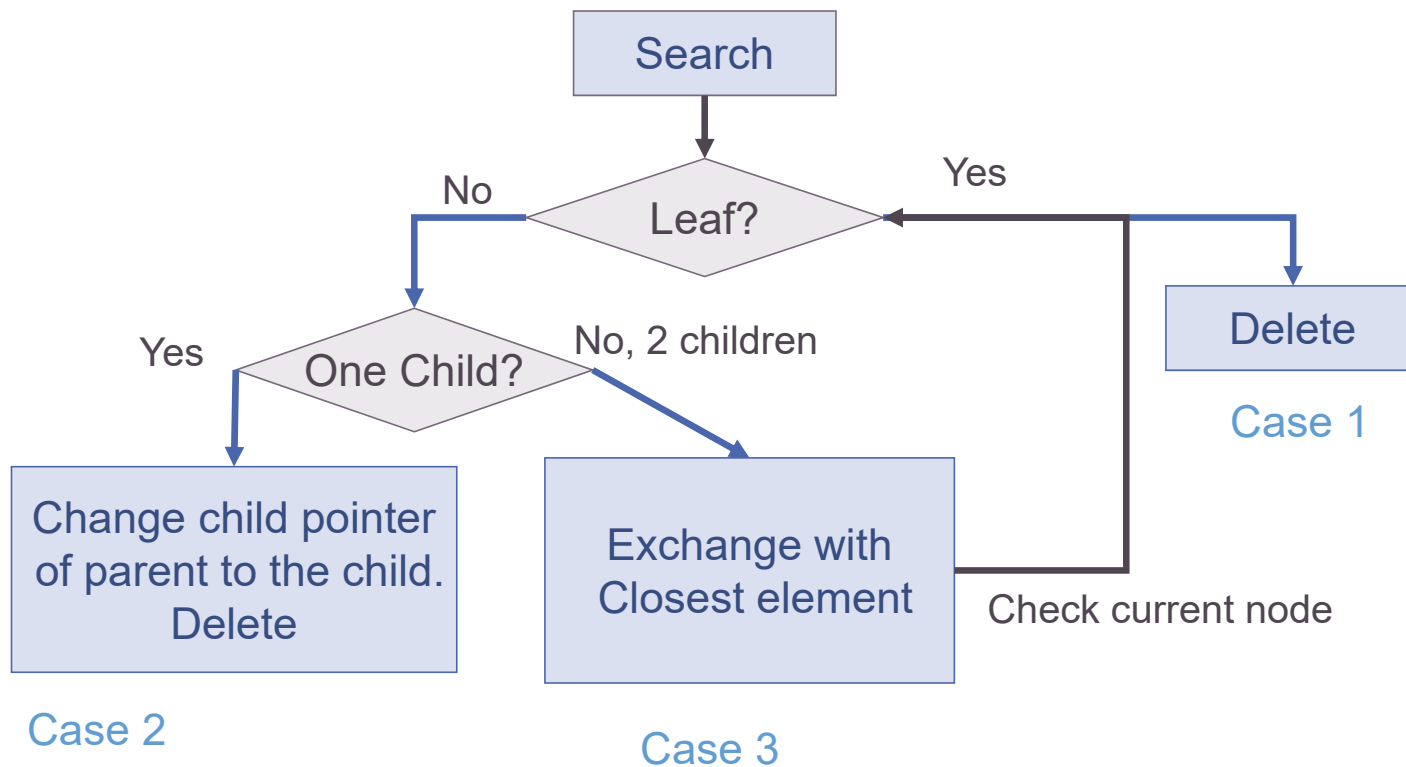 Search
Yes
No
Leaf?
Delete
No, 2 children
Yes
One Child?
Case 1
Change child pointer
of parent to the child.
Delete
Exchange with
Closest element
Check current node
Case 2
Case 3